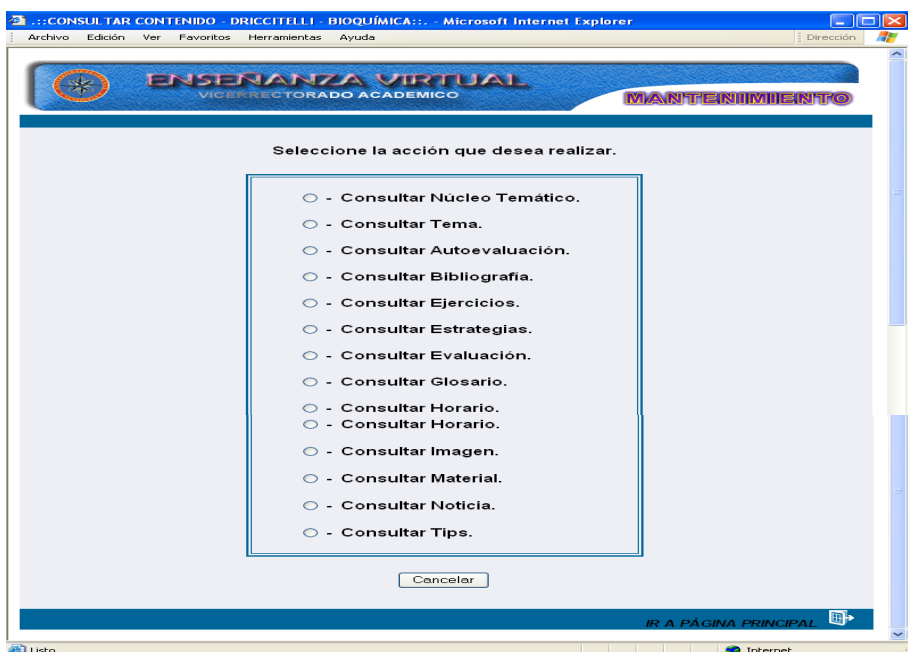 .::CONSULTAR CONTENIDO - DRICCITELLI - BIOQUÍMICA::. - Microsoft Internet Explorer
Archivo Edición Ver Favoritos Herramientas Ayuda Dirección
ENSEÑANZA VIRTUAL
VICERRECTORADO ACADEMICO
MANTENIMIENTO
Seleccione la acción que desea realizar.
- Consultar Núcleo Temático.
- Consultar Tema.
- Consultar Autoevaluación.
- Consultar Bibliografía.
- Consultar Ejercicios.
- Consultar Estrategias.
- Consultar Evaluación.
- Consultar Glosario.
- Consultar Horario.
- Consultar Horario.
- Consultar Imagen.
- Consultar Material.
- Consultar Noticia.
- Consultar Tips.
Cancelar
IR A PÁGINA PRINCIPAL
Listo Internet